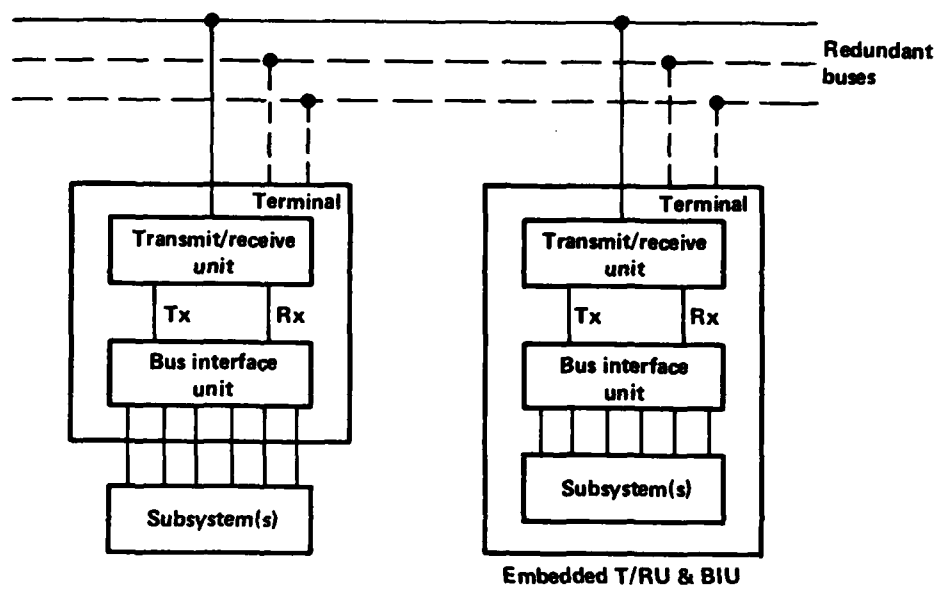 Redundant
buses
Terminal
Transmit/receive
unit
Tx
Rx
Bus interface
unit
Subsystem(s)
Terminal
Transmit/receive
unit
Tx
Rx
Bus interface
unit
Subsystem(s)
Embedded T/RU & BIU